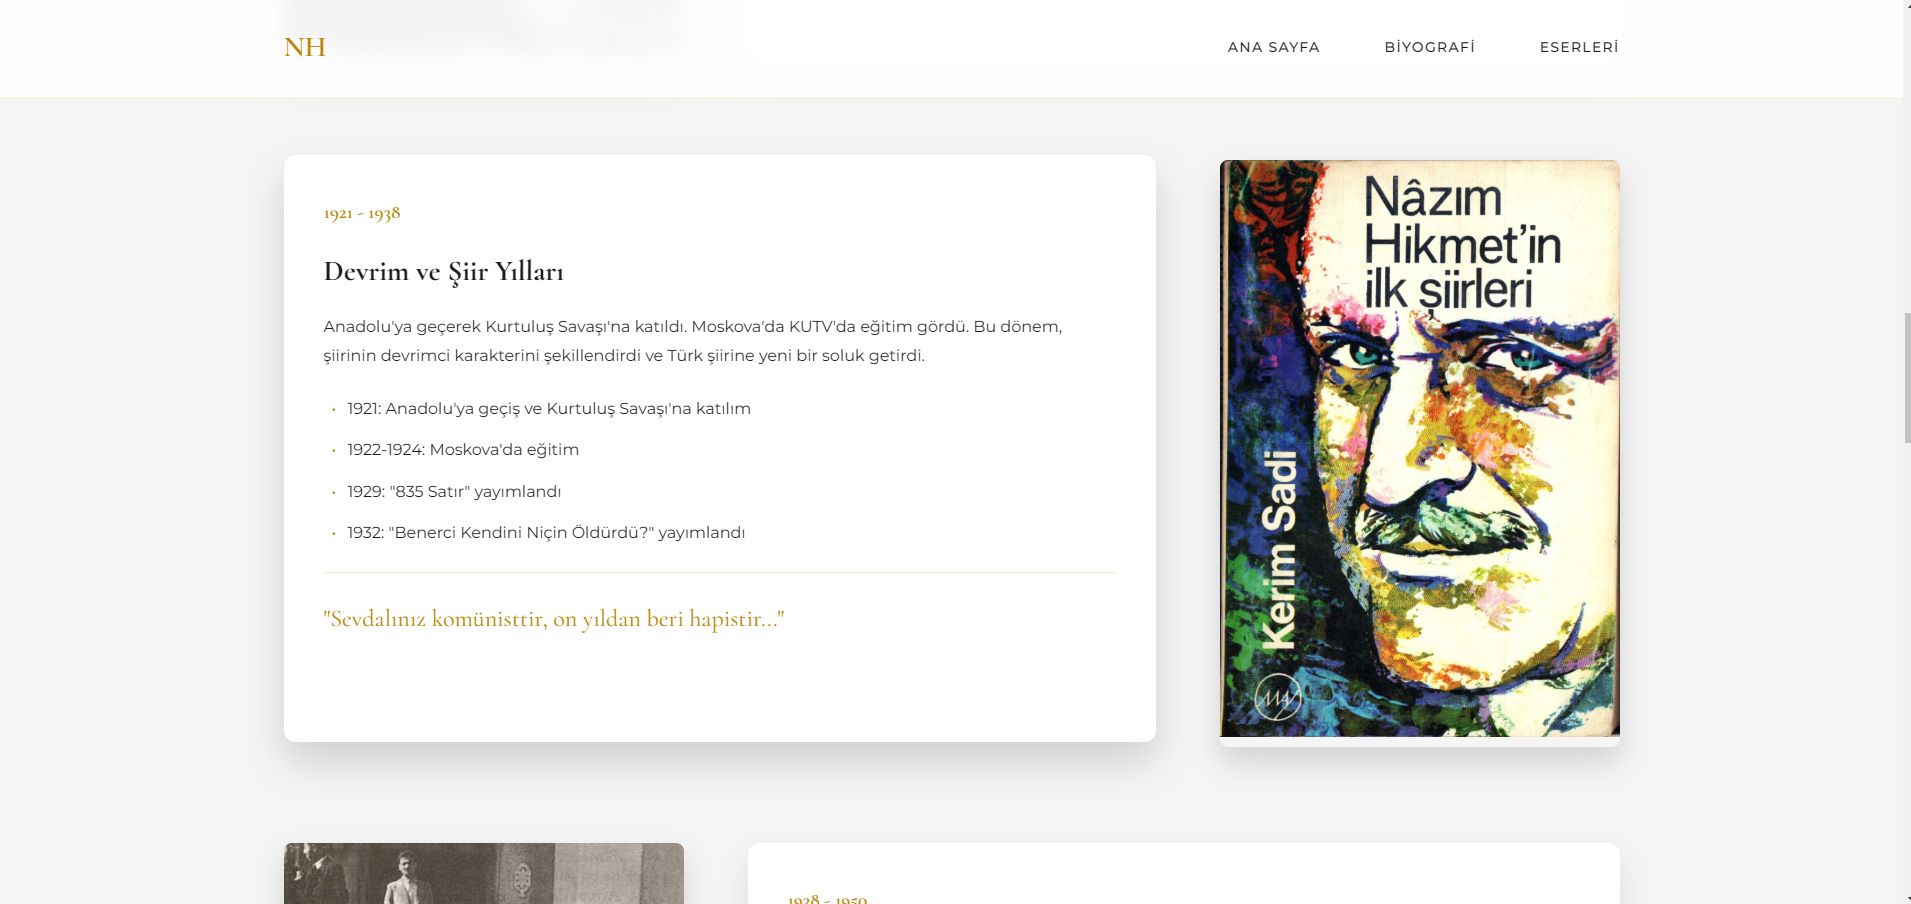 NH
ANA SAYFA
BİYOGRAFİ
ESERLERİ
1921 - 1938
Devrim ve Şiir Yılları
Anadolu'ya geçerek Kurtuluş Savaşı'na katıldı. Moskova'da KUTV'da eğitim gördü. Bu dönem,
şiirinin devrimci karakterini şekillendirdi ve Türk şiirine yeni bir soluk getirdi.
• 1921: Anadolu'ya geçiş ve Kurtuluş Savaşı'na katılım
• 1922-1924: Moskova'da eğitim
• 1929: "835 Satır" yayımlandı
• 1932: "Benerci Kendini Niçin Öldürdü?" yayımlandı
"Sevdalınız komünisttir, on yıldan beri hapistir..."
Nâzım
Hikmet'in
ilk şiirleri
Kerim Sadi
1938 - 1950